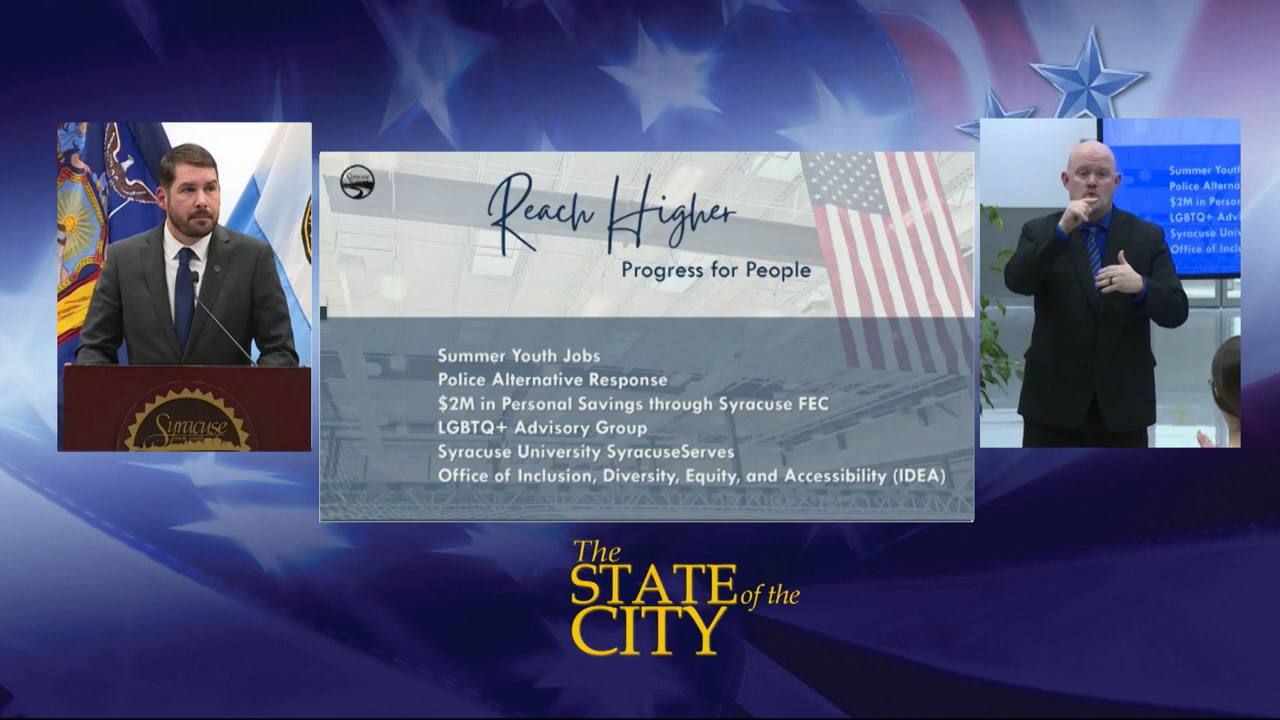 Syracuse
Reach Higher
Progress for People
Summer Youth Jobs
Police Alternative Response
$2M in Personal Savings through Syracuse FEC
LGBTQ+ Advisory Group
Syracuse University SyracuseServes
Office of Inclusion, Diversity, Equity, and Accessibility (IDEA)
Syracuse
Summer Youth
Police Alterna
$2M in Person
LGBTQ+ Advi
Syracuse Univ
Office of Inclu
The
STATE of the
CITY